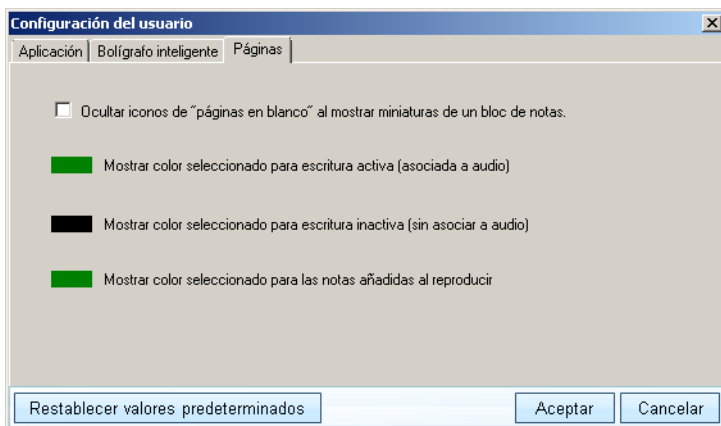 Configuración del usuario
Aplicación Bolígrafo inteligente Páginas
Ocultar iconos de "páginas en blanco" al mostrar miniaturas de un bloc de notas.
Mostrar color seleccionado para escritura activa (asociada a audio)
Mostrar color seleccionado para escritura inactiva (sin asociar a audio)
Mostrar color seleccionado para las notas añadidas al reproducir
Restablecer valores predeterminados Aceptar Cancelar